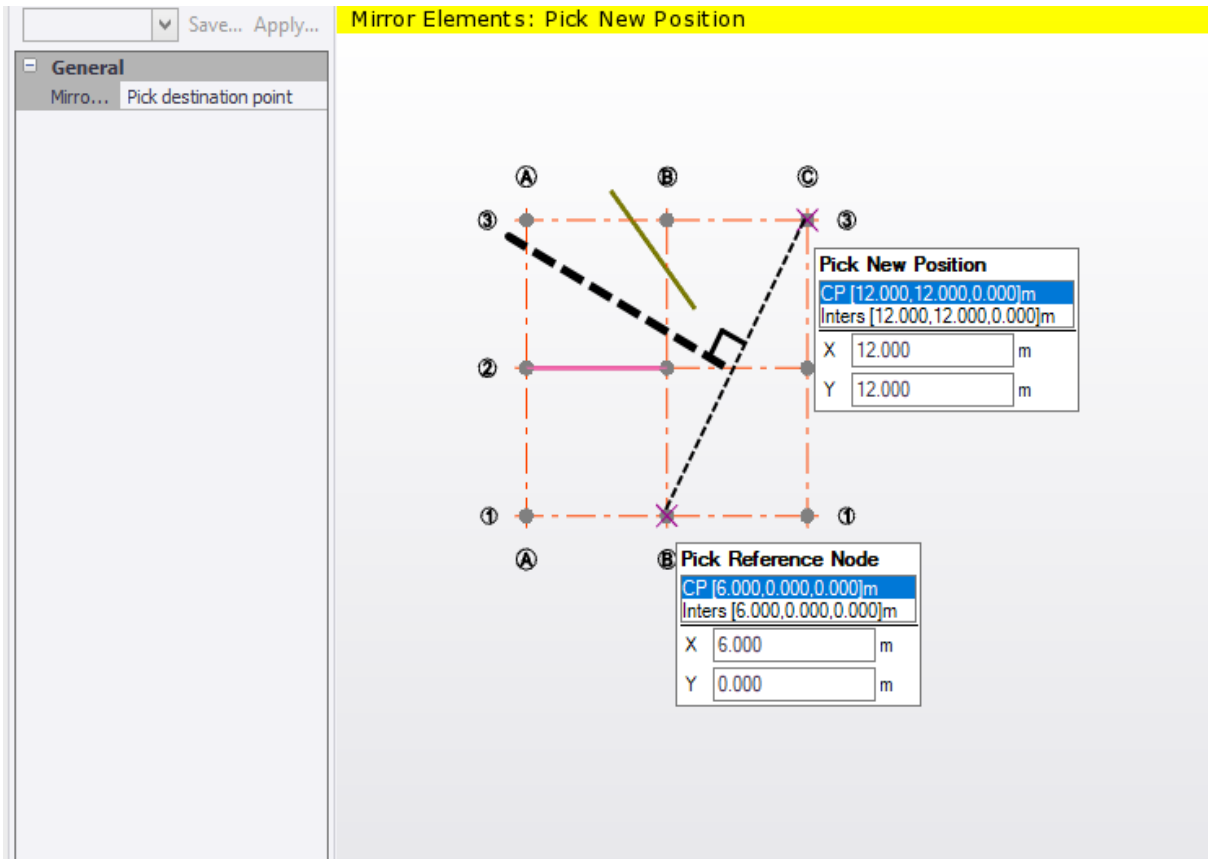 Save... Apply...
Mirror Elements: Pick New Position
General
Mirro... Pick destination point
A B C
3 3
Pick New Position
CP [12.000,12.000,0.000]m
Inters [12.000,12.000,0.000]m
X 12.000 m
2
Y 12.000 m
1 1
A B
Pick Reference Node
CP [6.000,0.000,0.000]m
Inters [6.000,0.000,0.000]m
X 6.000 m
Y 0.000 m